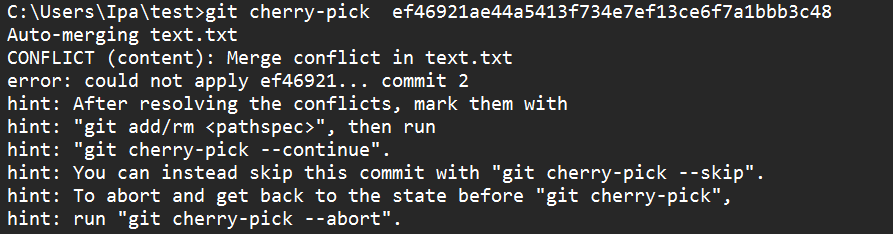 C:\Users\Ipa\test>git cherry-pick  ef46921ae44a5413f734e7ef13ce6f7a1bbb3c48
Auto-merging text.txt
CONFLICT (content): Merge conflict in text.txt
error: could not apply ef46921... commit 2
hint: After resolving the conflicts, mark them with
hint: "git add/rm <pathspec>", then run
hint: "git cherry-pick --continue".
hint: You can instead skip this commit with "git cherry-pick --skip".
hint: To abort and get back to the state before "git cherry-pick",
hint: run "git cherry-pick --abort".